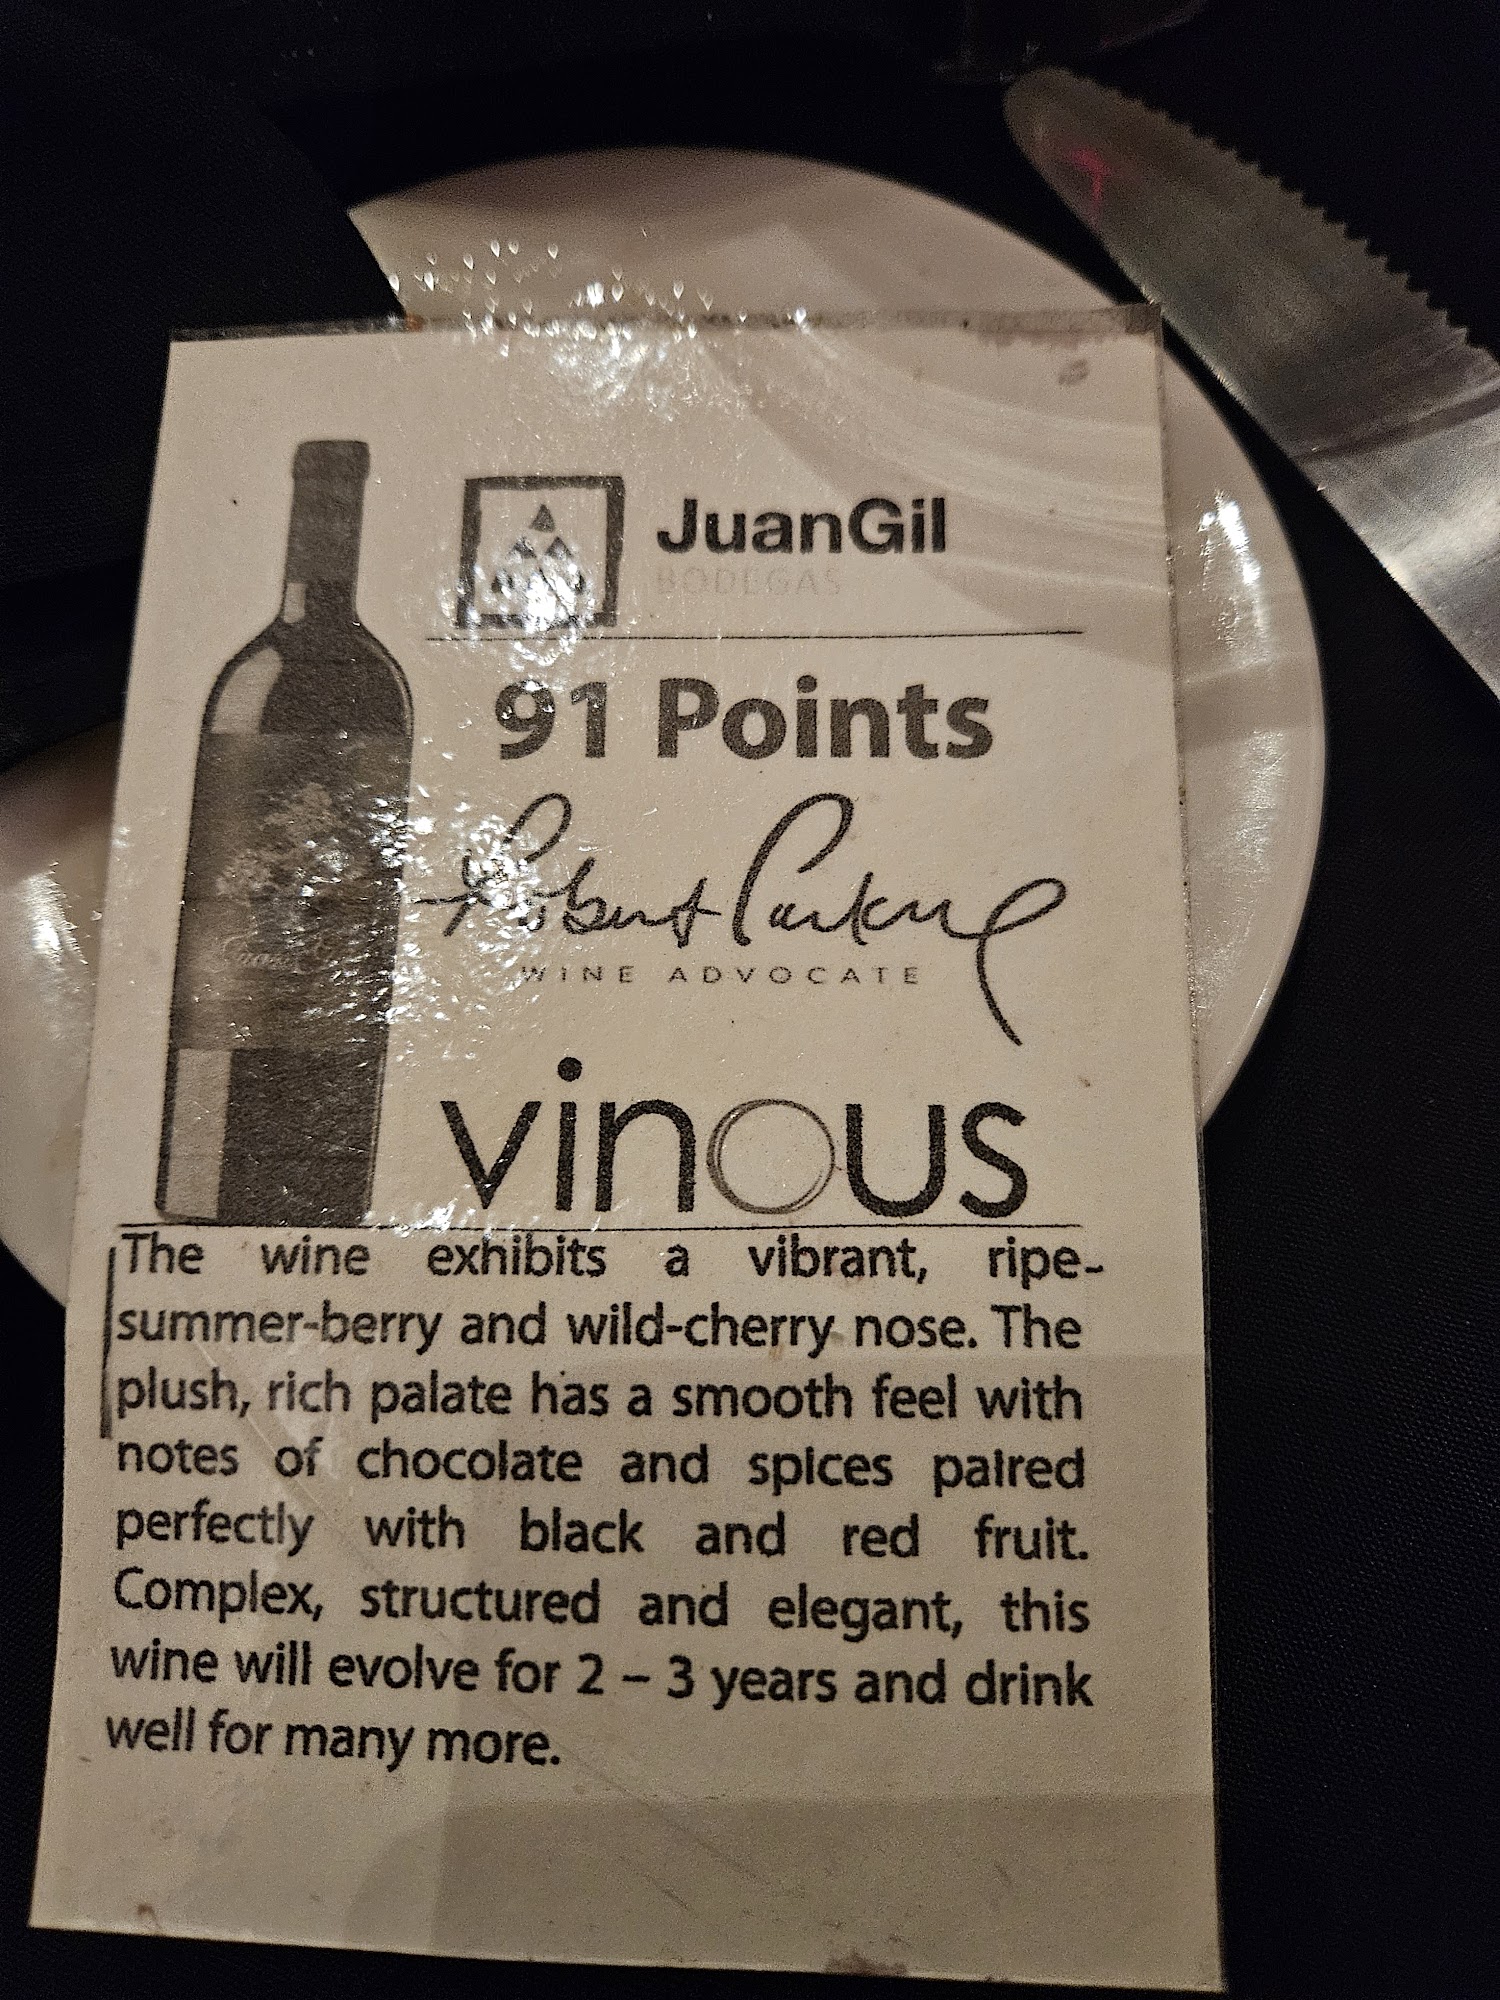 JuanGil
BODEGAS
91 Points
Robert Parker
WINE ADVOCATE
vinous
The wine exhibits a vibrant, ripe-
summer-berry and wild-cherry nose. The
plush, rich palate has a smooth feel with
notes of chocolate and spices paired
perfectly with black and red fruit.
Complex, structured and elegant, this
wine will evolve for 2 – 3 years and drink
well for many more.